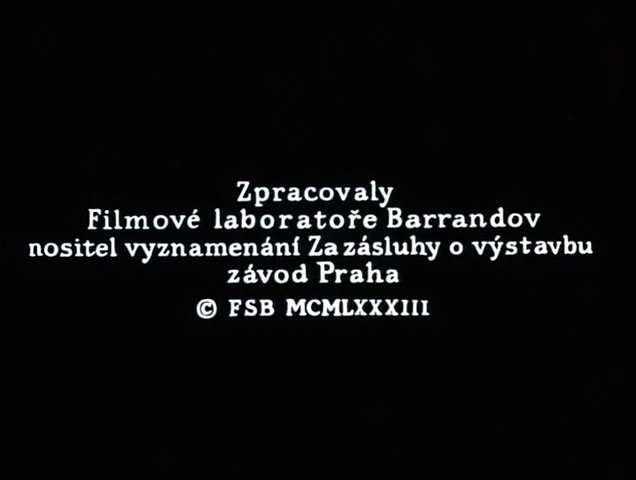 Zpracovaly
Filmové laboratoře Barrandov
nositel vyznamenání Za zásluhy o výstavbu
závod Praha
© FSB MCMLXXXIII